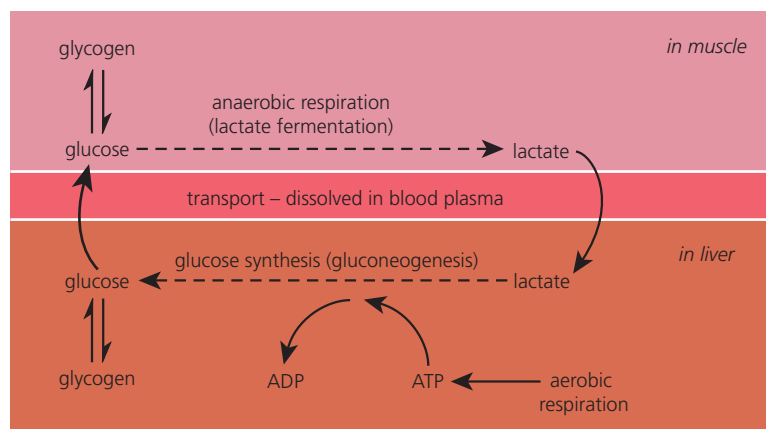 glycogen
in muscle
anaerobic respiration
(lactate fermentation)
glucose
lactate
transport – dissolved in blood plasma
in liver
glucose synthesis (gluconeogenesis)
glucose
lactate
glycogen
ADP
ATP
aerobic
respiration